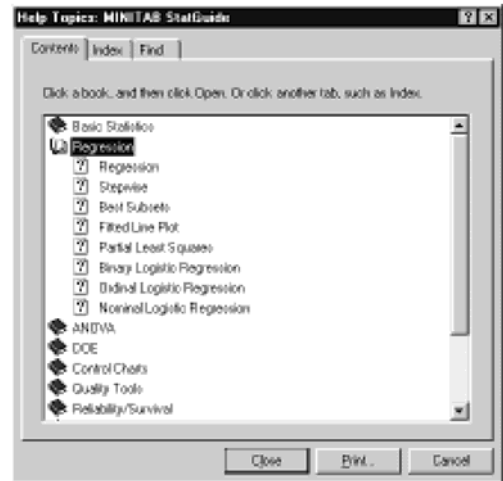 Help Topics: MINITAB StatGuide
Contents Index Find
Click a book, and then click Open. Or click another tab, such as Index.
Basic Statistics
Regression
Regression
Stepwise
Best Subsets
Fitted Line Plot
Partial Least Squares
Binary Logistic Regression
Ordinal Logistic Regression
Nominal Logistic Regression
ANOVA
DOE
Control Charts
Quality Tools
Reliability/Survival
Close Print... Cancel